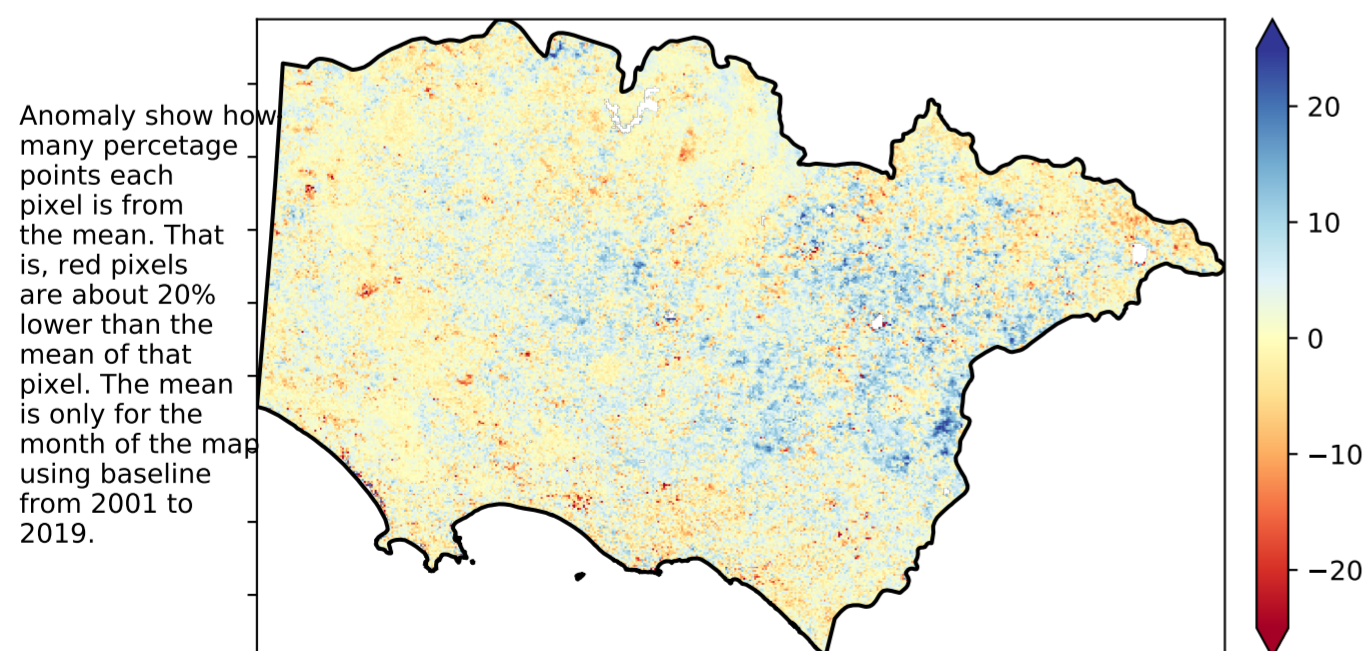 Anomaly show how
many percetage
points each
pixel is from
the mean. That
is, red pixels
are about 20%
lower than the
mean of that
pixel. The mean
is only for the
month of the map
using baseline
from 2001 to
2019.
20
10
0
−10
−20